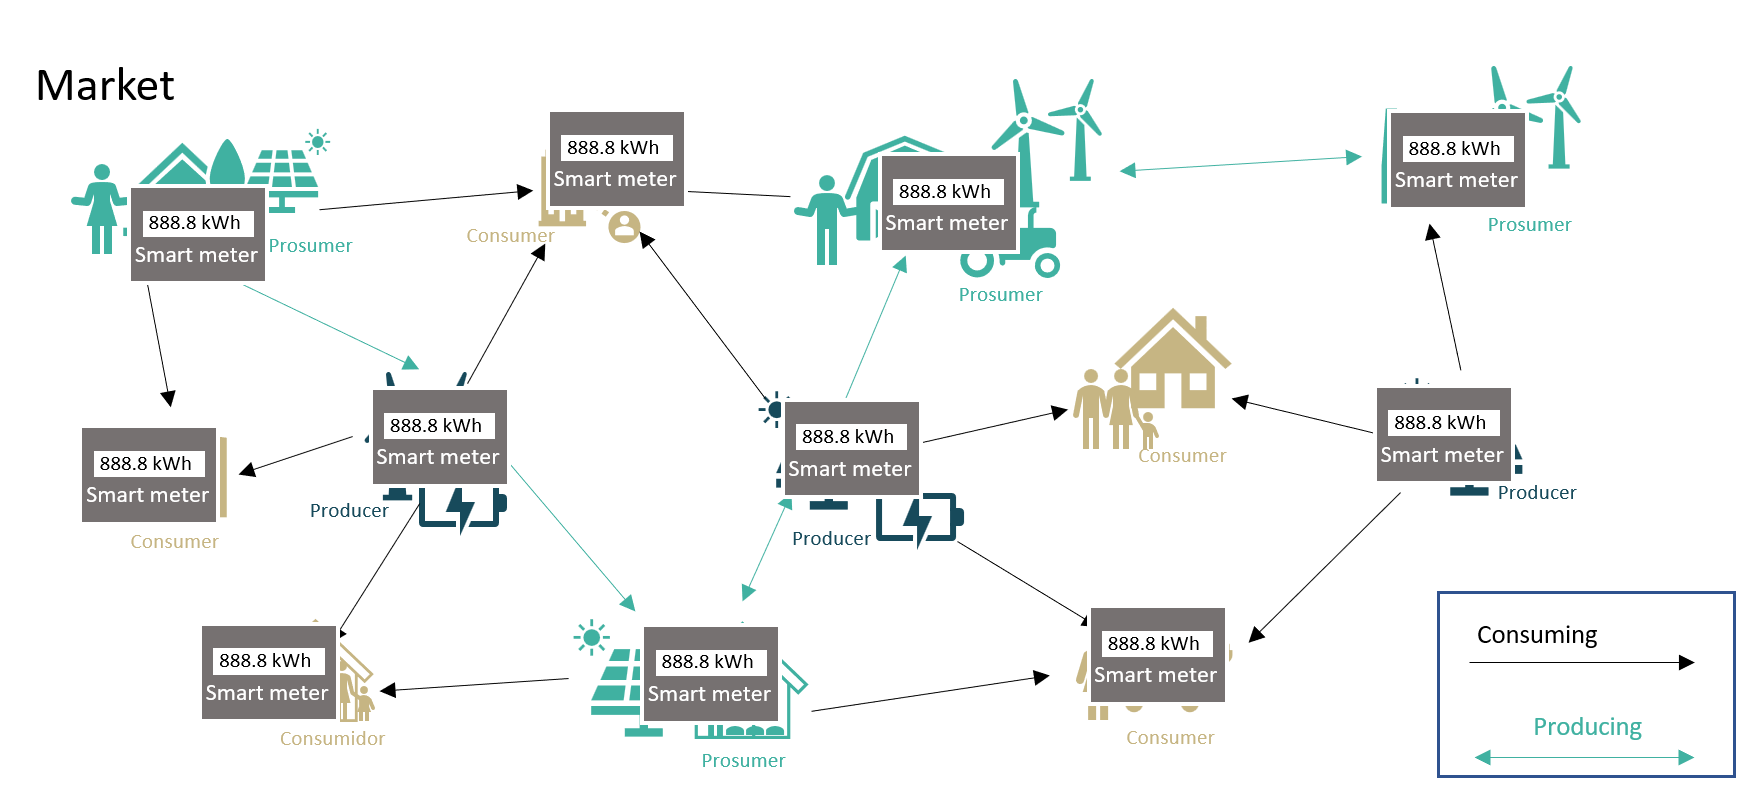 Market
888.8 kWh
Smart meter
Consumer
888.8 kWh
Smart meter
Prosumer
888.8 kWh
Smart meter
Prosumer
888.8 kWh
Smart meter
Prosumer
888.8 kWh
Smart meter
Consumer
888.8 kWh
Smart meter
Producer
888.8 kWh
Smart meter
Producer
Consumer
888.8 kWh
Smart meter
Producer
888.8 kWh
Smart meter
Consumidor
888.8 kWh
Smart meter
Prosumer
888.8 kWh
Smart meter
Consumer
Consuming
Producing